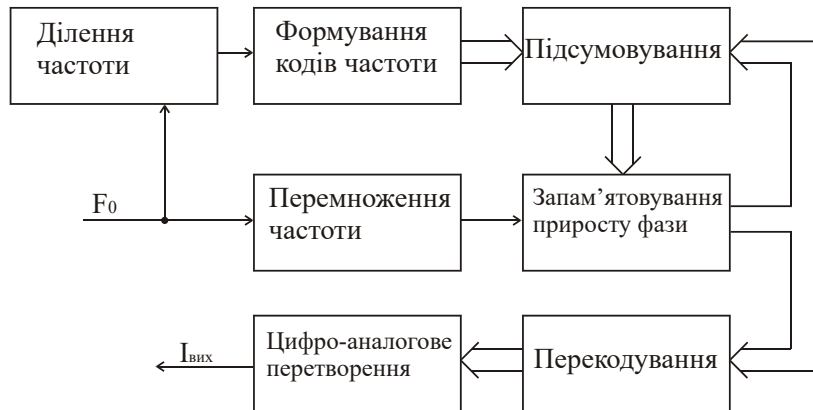 Ділення
частоти
Формування
кодів частоти
Підсумовування
F0
Перемноження
частоти
Запам’ятовування
приросту фази
Iвих
Цифро-аналогове
перетворення
Перекодування